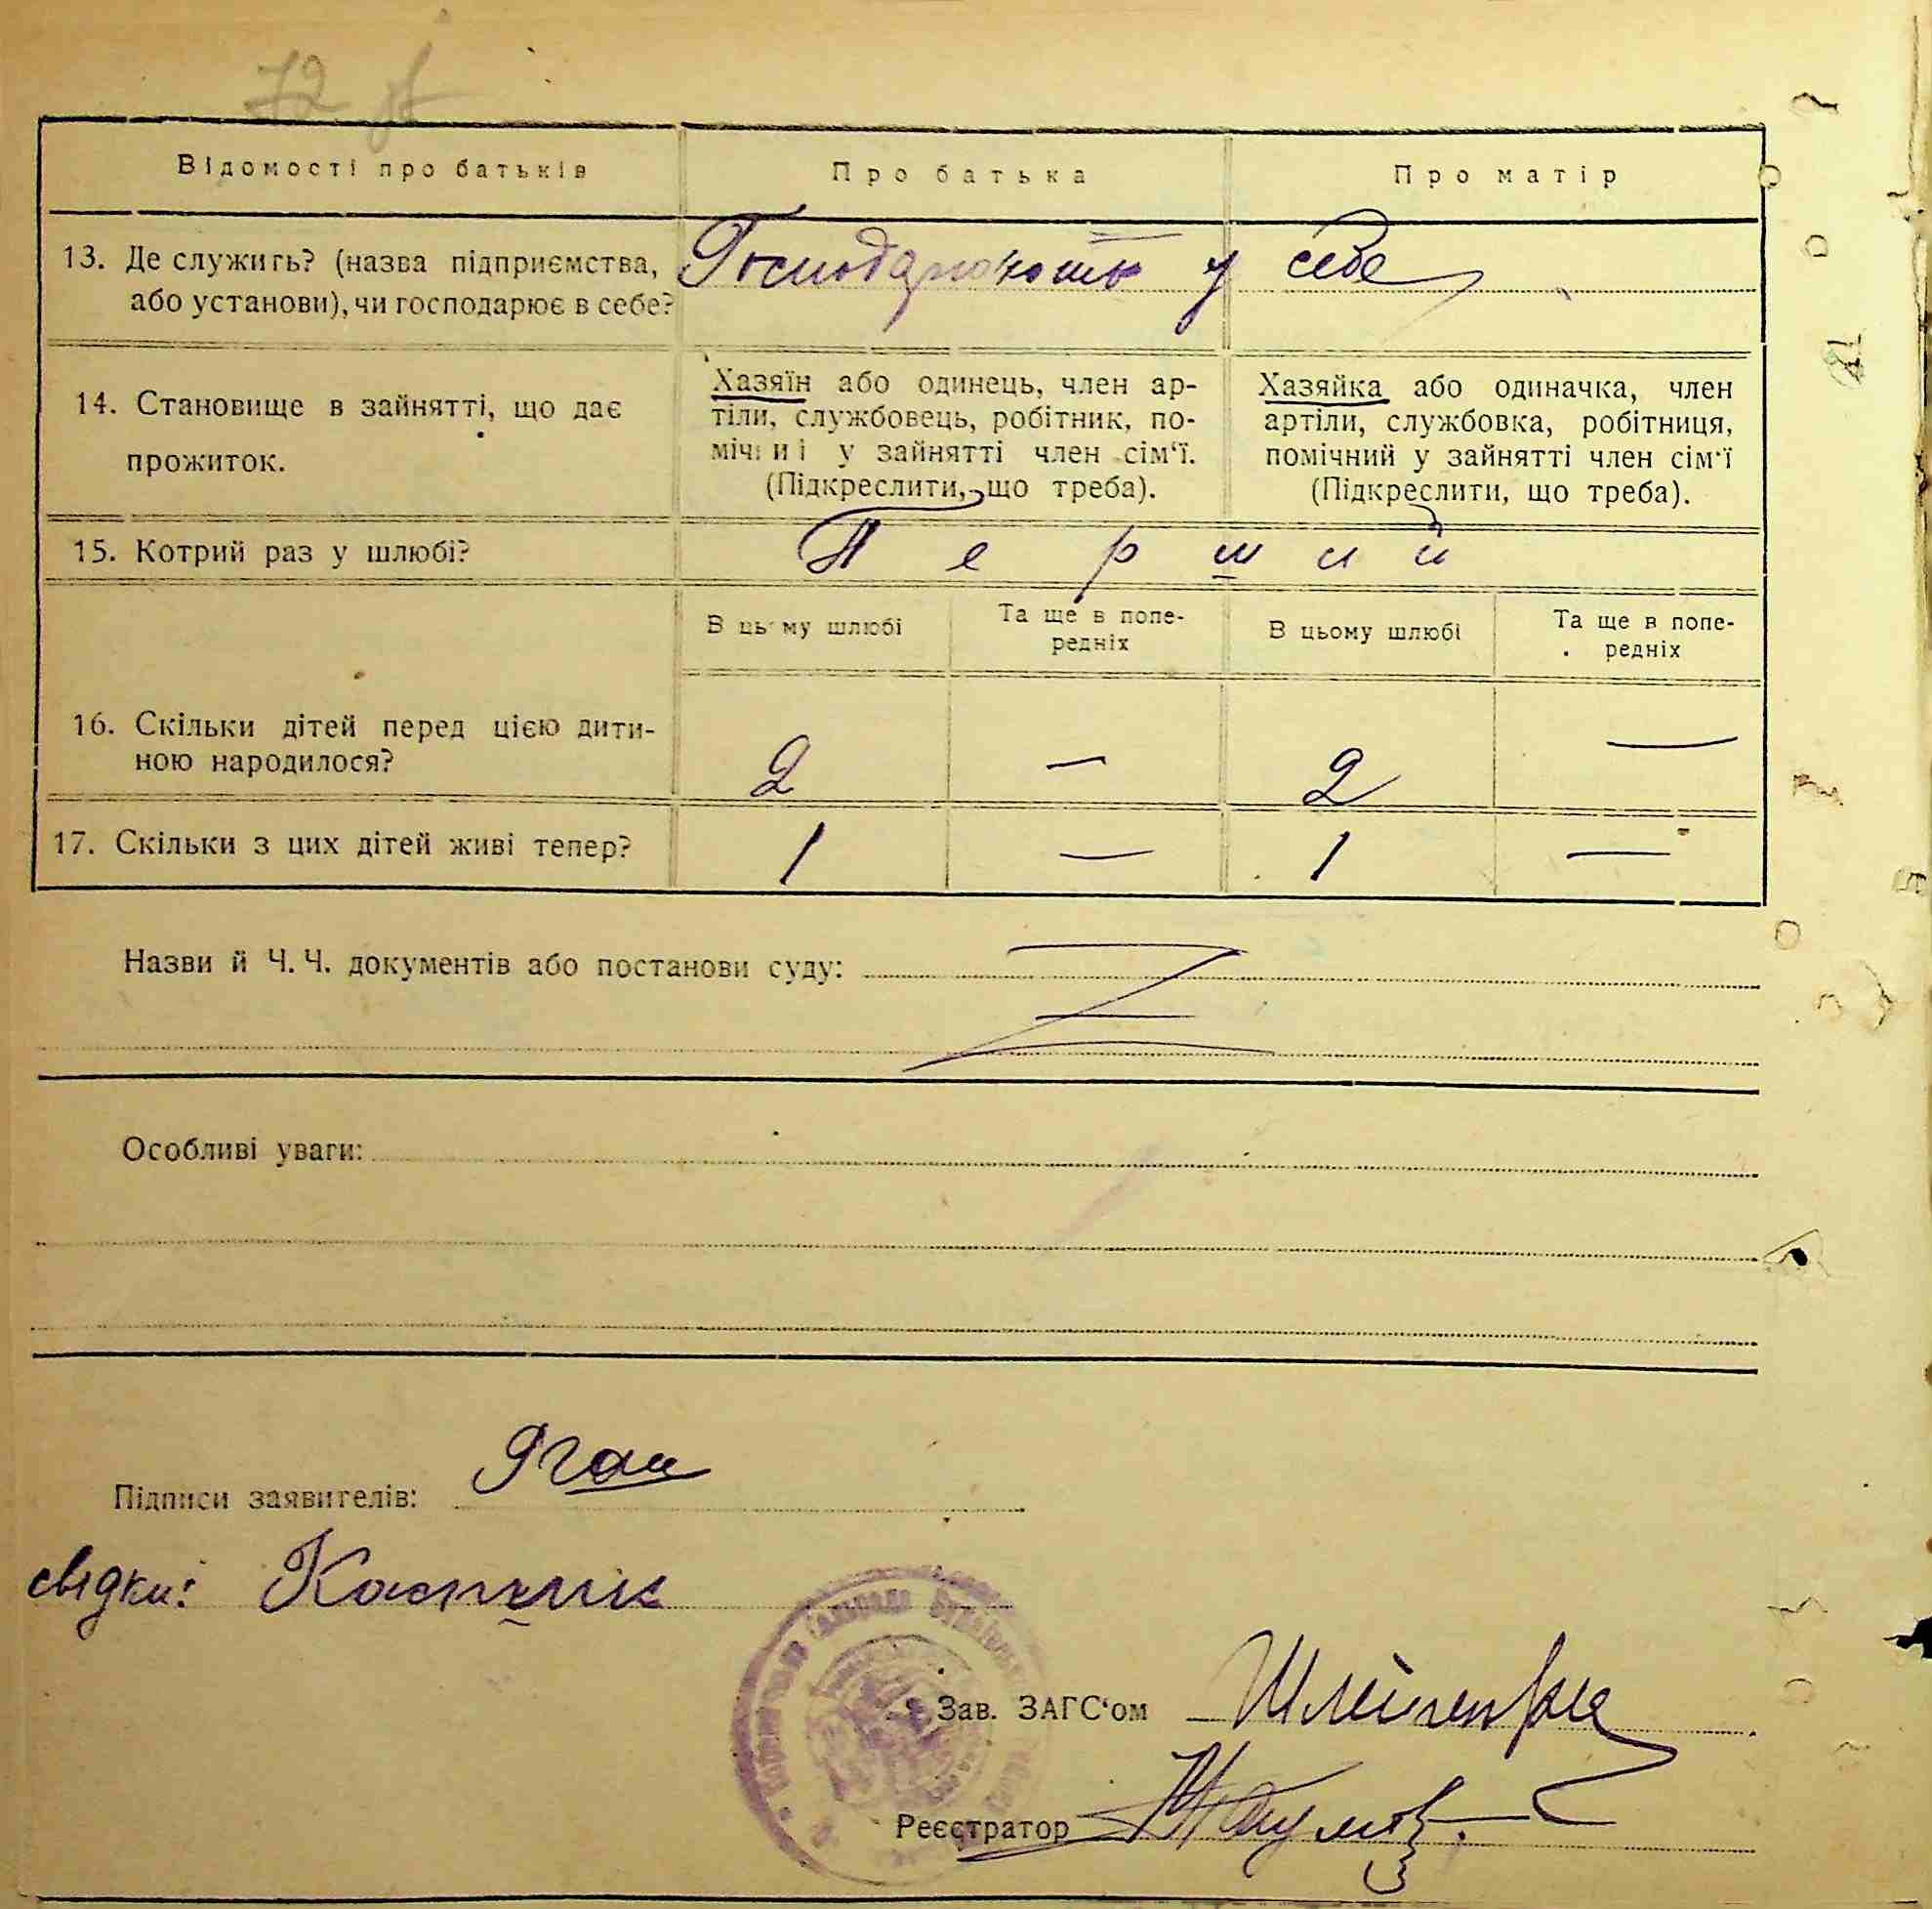 72 об
Відомості про батьків
Про батька
Про матір
13. Де служить? (назва підприємства,
або установи), чи господарює в себе?
Господарюють у себе
14. Становище в зайнятті, що дає
прожиток.
Хазяїн або одинець, член ар-
тіли, службовець, робітник, по-
мічний у зайнятті член сім'ї.
(Підкреслити, що треба).
Хазяйка або одиначка, член
артіли, службовка, робітниця,
помічний у зайнятті член сім'ї
(Підкреслити, що треба).
15. Котрий раз у шлюбі?
Перший
В цьому шлюбі
Та ще в попе-
редніх
В цьому шлюбі
Та ще в попе-
редніх
16. Скільки дітей перед цією дити-
ною народилося?
2 — 2 —
17. Скільки з цих дітей живі тепер?
1 — 1 —
Назви й Ч. Ч. документів або постанови суду:
Особливі уваги:
Підписи заявителів:
свідки:
Зав. ЗАГС'ом
Реєстратор